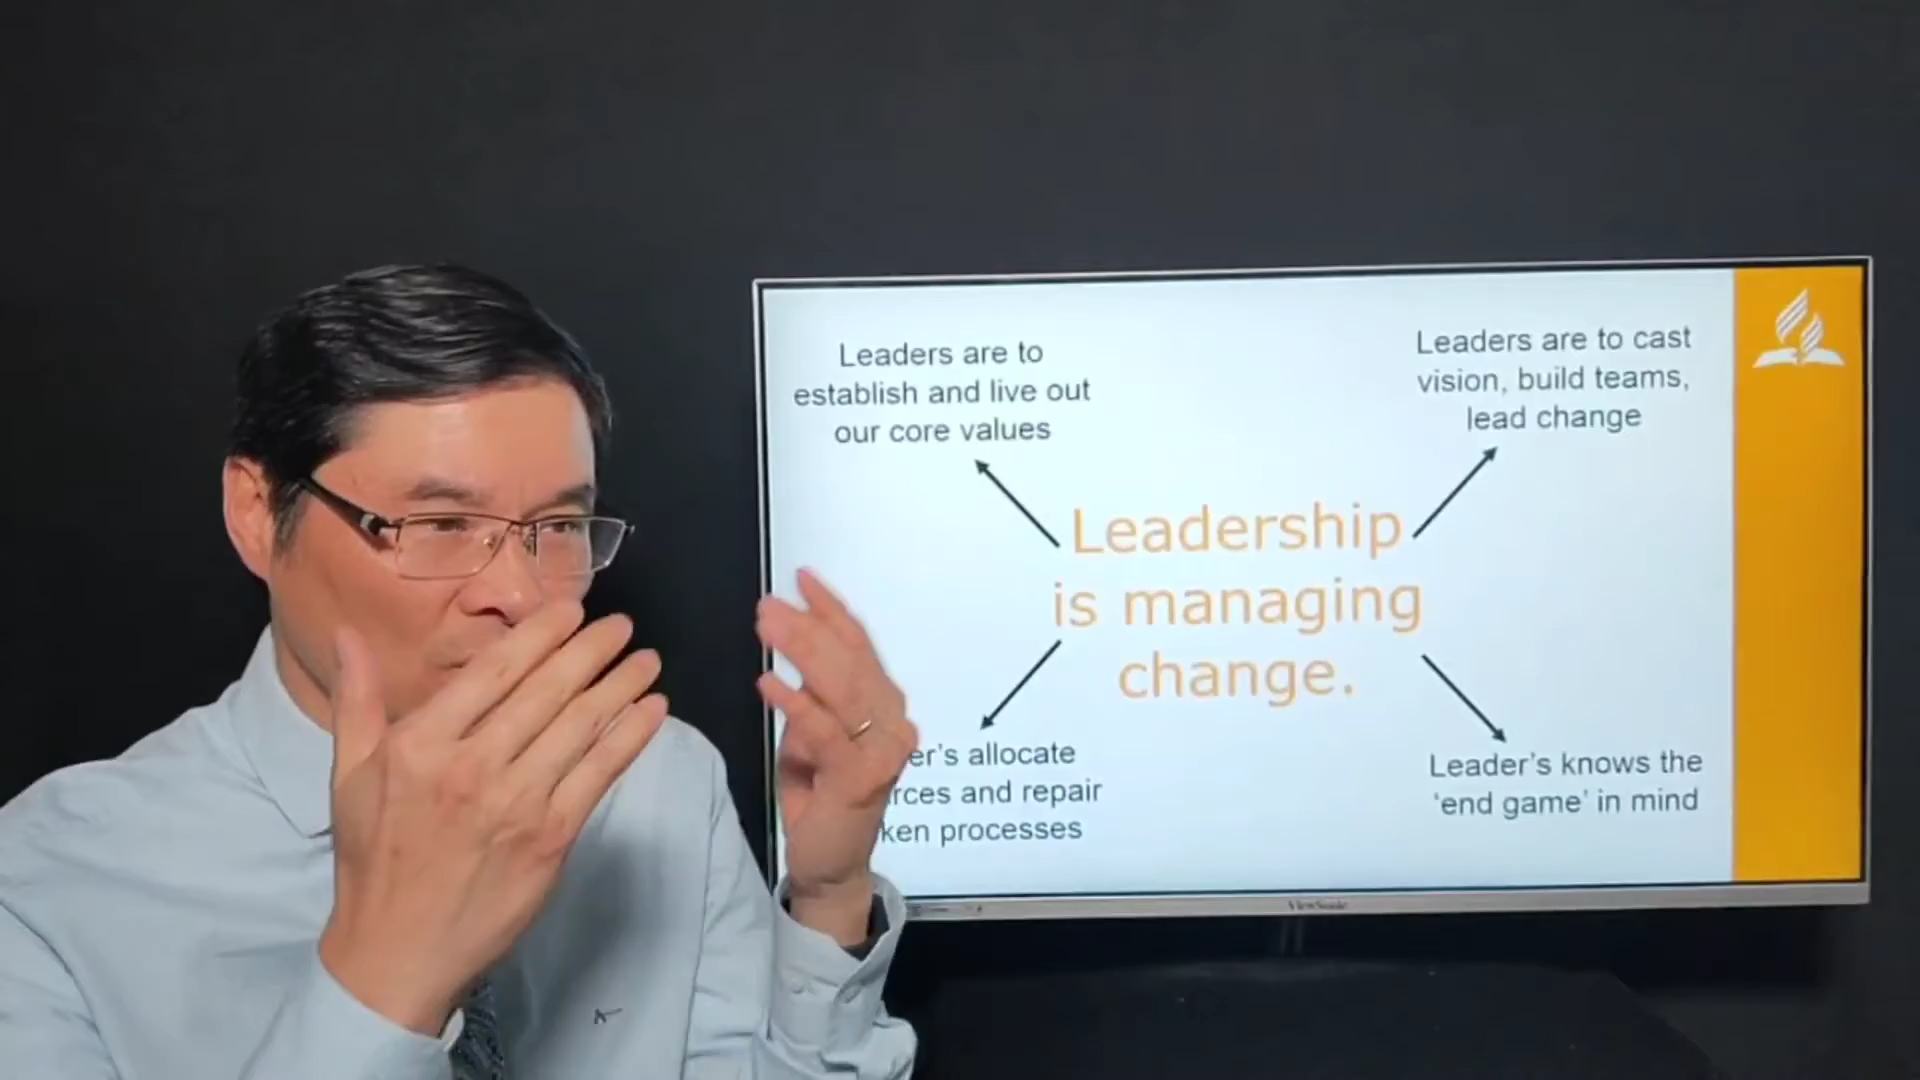 Leaders are to
establish and live out
our core values
Leaders are to cast
vision, build teams,
lead change
Leadership
is managing
change.
er's allocate
rces and repair
ken processes
Leader's knows the
'end game' in mind
ViewSonic